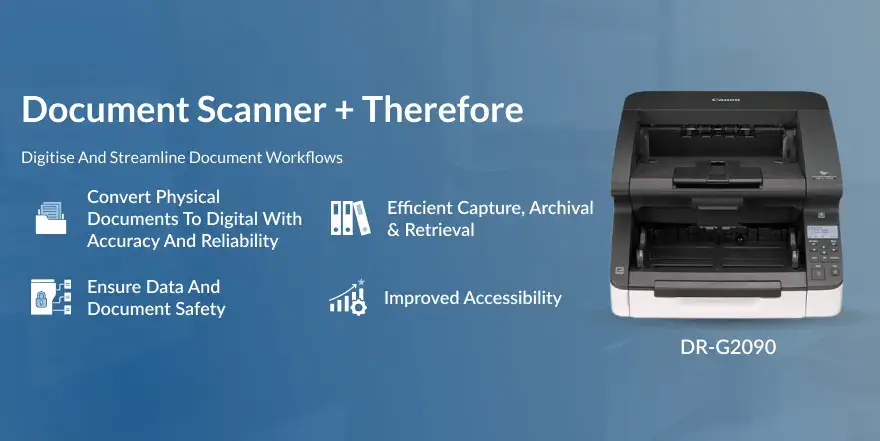 Document Scanner + Therefore
Digitise And Streamline Document Workflows
Convert Physical
Documents To Digital With
Accuracy And Reliability
Efficient Capture, Archival
& Retrieval
Ensure Data And
Document Safety
Improved Accessibility
Canon
DR-G2090